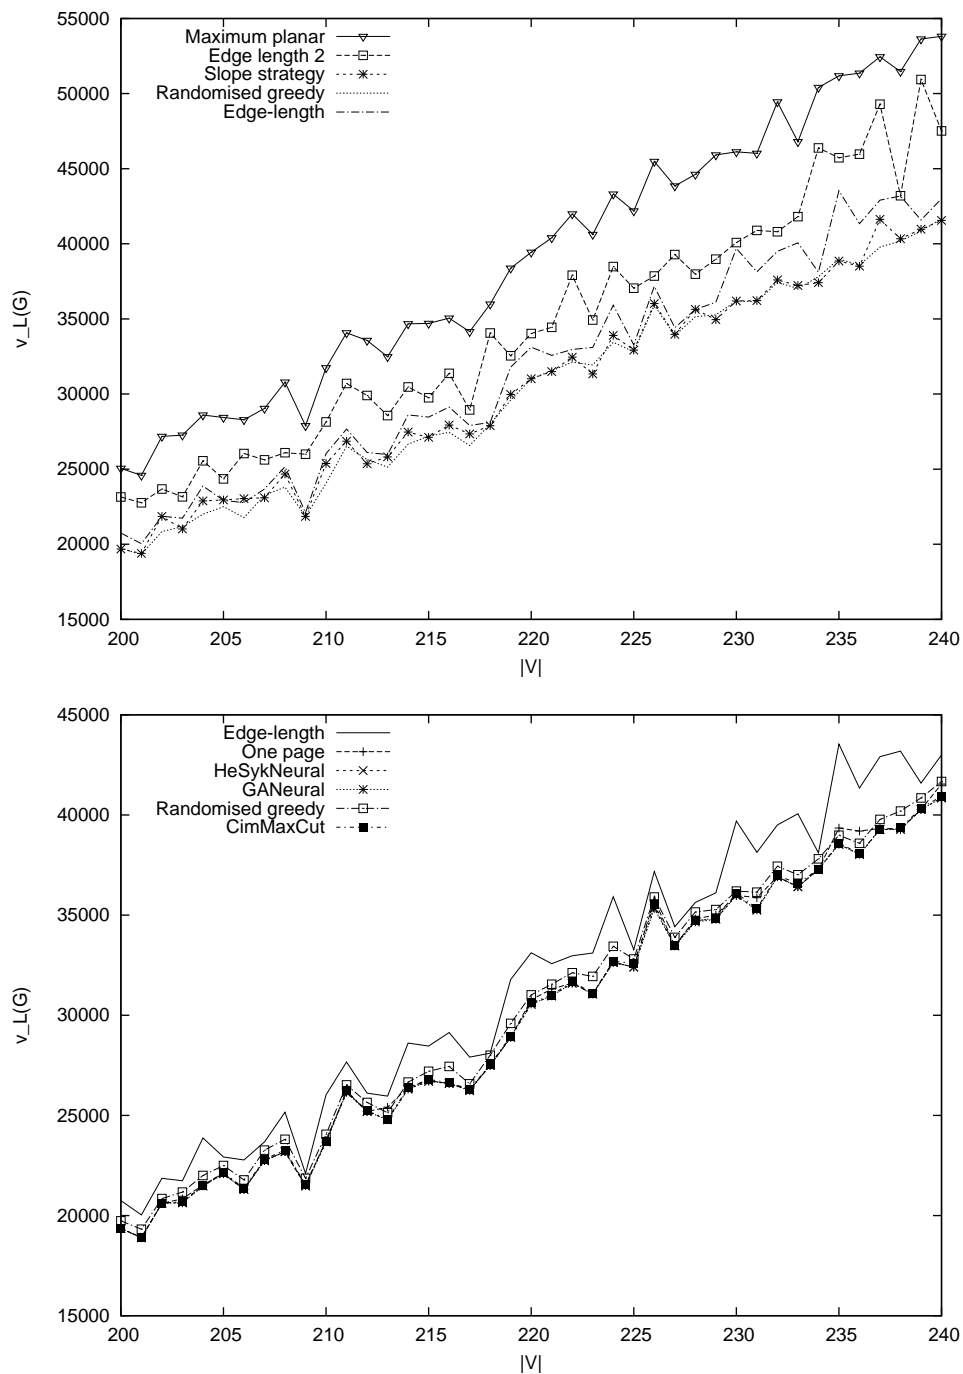 55000
50000
45000
40000
35000
30000
25000
20000
15000
v_L(G)
Maximum planar
Edge length 2
Slope strategy
Randomised greedy
Edge-length
200 205 210 215 220 225 230 235 240
|V|
45000
40000
35000
30000
25000
20000
15000
v_L(G)
Edge-length
One page
HeSykNeural
GANeural
Randomised greedy
CimMaxCut
200 205 210 215 220 225 230 235 240
|V|